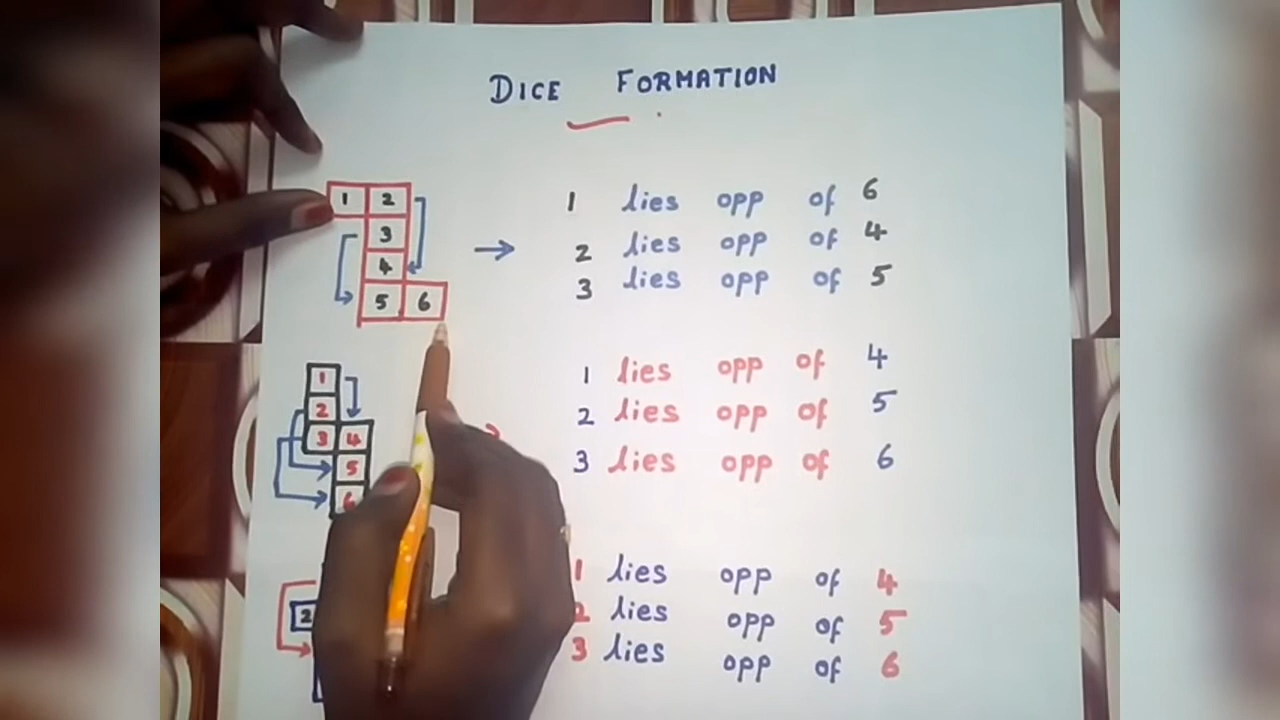 DICE FORMATION
1 2
3
4
5 6
1 lies opp of 6
2 lies opp of 4
3 lies opp of 5
1
2
3 4
5
6
1 lies opp of 4
2 lies opp of 5
3 lies opp of 6
2
1 lies opp of 4
2 lies opp of 5
3 lies opp of 6